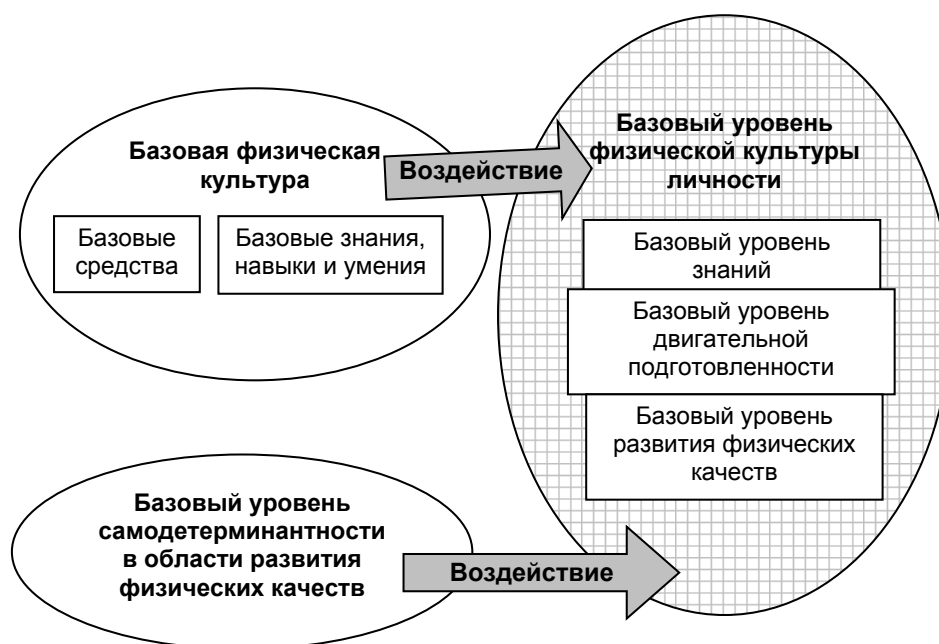 Базовая физическая
культура
Базовые
средства
Базовые знания,
навыки и умения
Воздействие
Базовый уровень
физической культуры
личности
Базовый уровень
знаний
Базовый уровень
двигательной
подготовленности
Базовый уровень
развития физических
качеств
Базовый уровень
самодетерминантности
в области развития
физических качеств
Воздействие